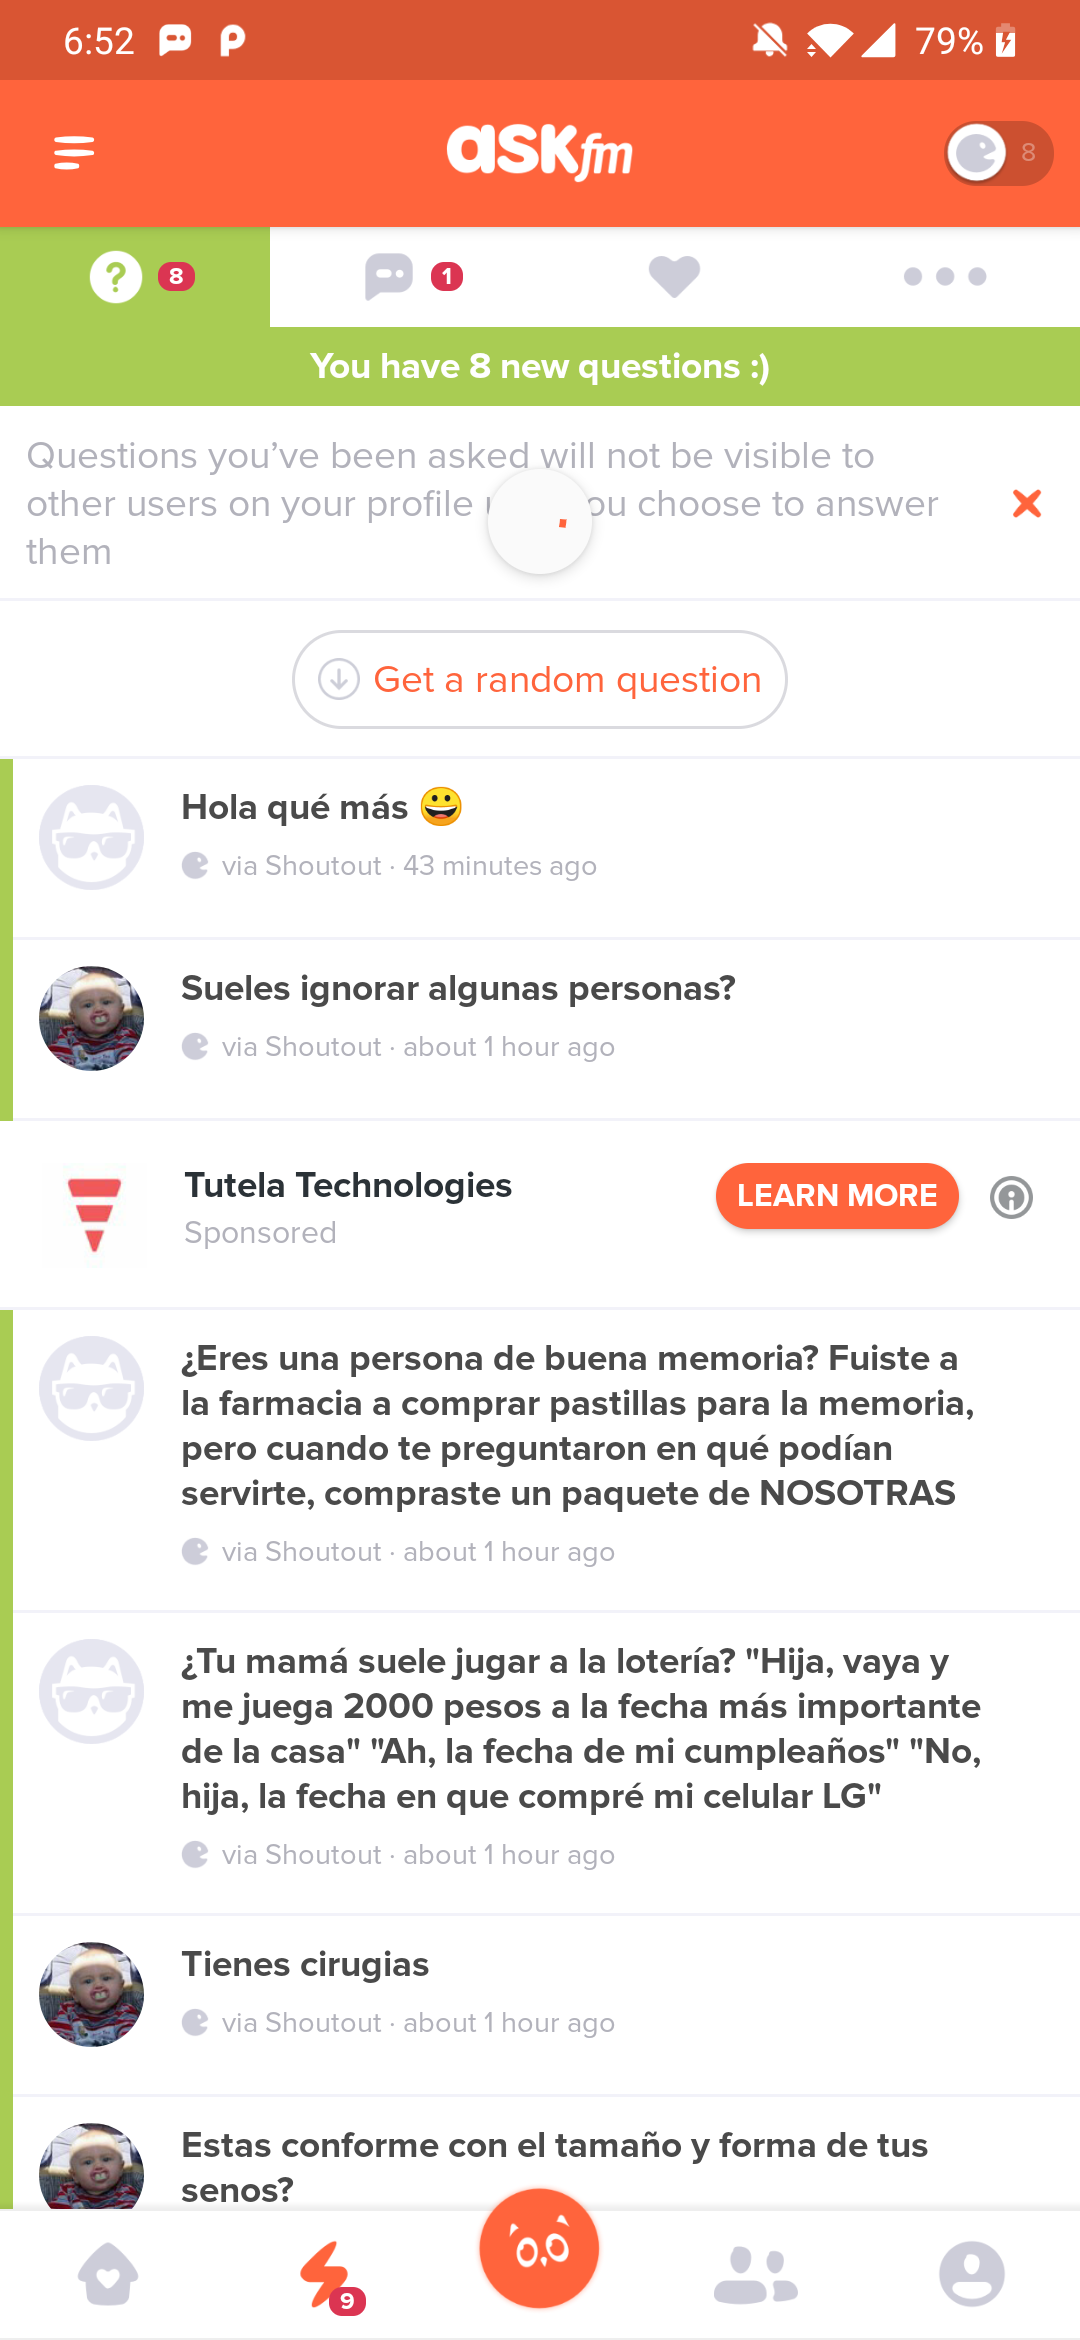 6:52
79%
ASKfm
8
8
1
You have 8 new questions :)
Questions you’ve been asked will not be visible to
other users on your profile ou choose to answer
them
Get a random question
Hola qué más 😀
via Shoutout · 43 minutes ago
Sueles ignorar algunas personas?
via Shoutout · about 1 hour ago
Tutela Technologies
Sponsored
LEARN MORE
¿Eres una persona de buena memoria? Fuiste a
la farmacia a comprar pastillas para la memoria,
pero cuando te preguntaron en qué podían
servirte, compraste un paquete de NOSOTRAS
via Shoutout · about 1 hour ago
¿Tu mamá suele jugar a la lotería? "Hija, vaya y
me juega 2000 pesos a la fecha más importante
de la casa" "Ah, la fecha de mi cumpleaños" "No,
hija, la fecha en que compré mi celular LG"
via Shoutout · about 1 hour ago
Tienes cirugias
via Shoutout · about 1 hour ago
Estas conforme con el tamaño y forma de tus
senos?
9